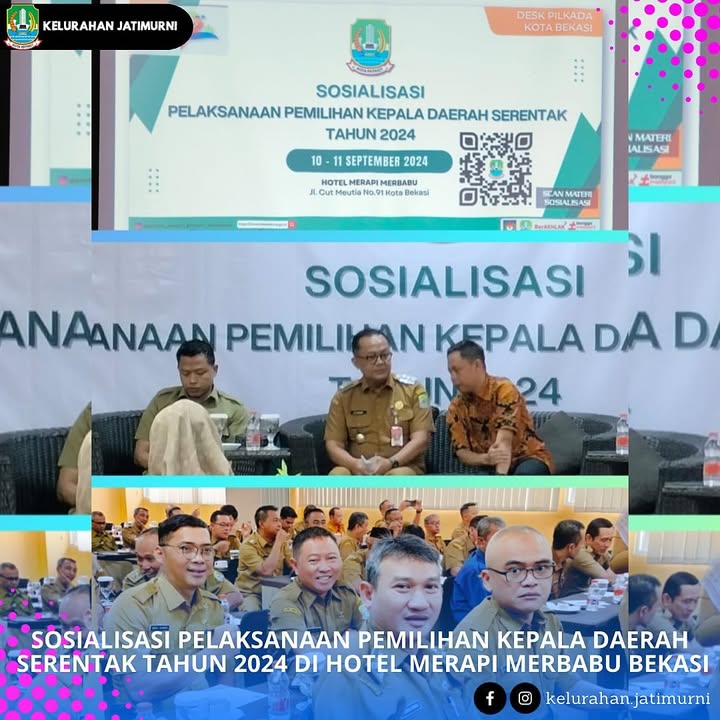 KELURAHAN JATIMURNI
DESK PILKADA
KOTA BEKASI
SOSIALISASI
PELAKSANAAN PEMILIHAN KEPALA DAERAH SERENTAK
TAHUN 2024
10 - 11 SEPTEMBER 2024
HOTEL MERAPI MERBABU
Jl. Cut Meutia No.91 Kota Bekasi
SCAN MATERI
SOSIALISASI
BerAKHLAK
SOSIALISASI
ANAAN PEMILIHAN KEPALA DA
2024
SOSIALISASI PELAKSANAAN PEMILIHAN KEPALA DAERAH
SERENTAK TAHUN 2024 DI HOTEL MERAPI MERBABU BEKASI
kelurahan.jatimurni